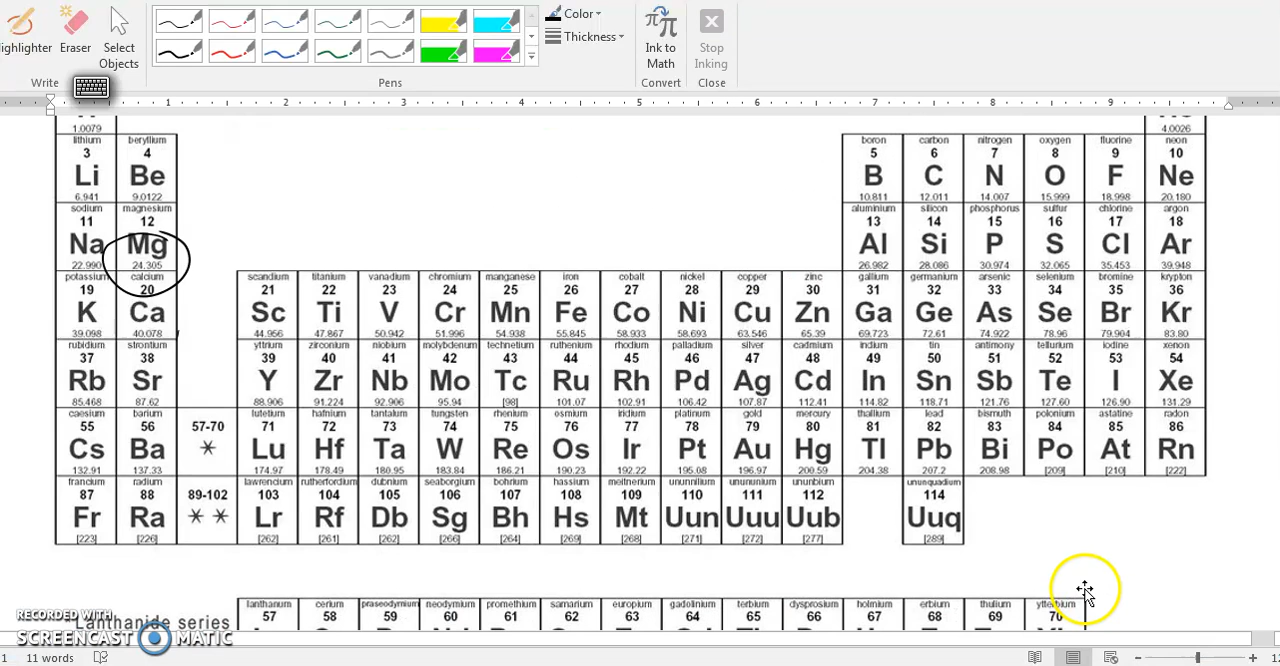 Highlighter Eraser Select Objects Color Thickness Ink to Math Stop Inking
Write Pens Convert Close
1 2 3 4 5 6 7 8 9
1.0079 4.0026
lithium beryllium boron carbon nitrogen oxygen fluorine neon
3 4 5 6 7 8 9 10
Li Be B C N O F Ne
6.941 9.0122 10.811 12.011 14.007 15.999 18.998 20.180
sodium magnesium aluminium silicon phosphorus sulfur chlorine argon
11 12 13 14 15 16 17 18
Na Mg Al Si P S Cl Ar
22.990 24.305 26.982 28.086 30.974 32.065 35.453 39.948
potassium calcium scandium titanium vanadium chromium manganese iron cobalt nickel copper zinc gallium germanium arsenic selenium bromine krypton
19 20 21 22 23 24 25 26 27 28 29 30 31 32 33 34 35 36
K Ca Sc Ti V Cr Mn Fe Co Ni Cu Zn Ga Ge As Se Br Kr
39.098 40.078 44.956 47.867 50.942 51.996 54.938 55.845 58.933 58.693 63.546 65.39 69.723 72.61 74.922 78.96 79.904 83.80
rubidium strontium yttrium zirconium niobium molybdenum technetium ruthenium rhodium palladium silver cadmium indium tin antimony tellurium iodine xenon
37 38 39 40 41 42 43 44 45 46 47 48 49 50 51 52 53 54
Rb Sr Y Zr Nb Mo Tc Ru Rh Pd Ag Cd In Sn Sb Te I Xe
85.468 87.62 88.906 91.224 92.906 95.94 [98] 101.07 102.91 106.42 107.87 112.41 114.82 118.71 121.76 127.60 126.90 131.29
caesium barium lutetium hafnium tantalum tungsten rhenium osmium iridium platinum gold mercury thallium lead bismuth polonium astatine radon
55 56 57-70 71 72 73 74 75 76 77 78 79 80 81 82 83 84 85 86
Cs Ba * Lu Hf Ta W Re Os Ir Pt Au Hg Tl Pb Bi Po At Rn
132.91 137.33 174.97 178.49 180.95 183.84 186.21 190.23 192.22 195.08 196.97 200.59 204.38 207.2 208.98 [209] [210] [222]
francium radium lawrencium rutherfordium dubnium seaborgium bohrium hassium meitnerium ununnilium unununium ununbium ununquadium
87 88 89-102 103 104 105 106 107 108 109 110 111 112 114
Fr Ra * * Lr Rf Db Sg Bh Hs Mt Uun Uuu Uub Uuq
[223] [226] [262] [261] [262] [266] [264] [269] [268] [271] [272] [277] [289]
lanthanum cerium praseodymium neodymium promethium samarium europium gadolinium terbium dysprosium holmium erbium thulium ytterbium
57 58 59 60 61 62 63 64 65 66 67 68 69 70
*Lanthanide series
RECORDED WITH
SCREENCAST MATIC
1 11 words